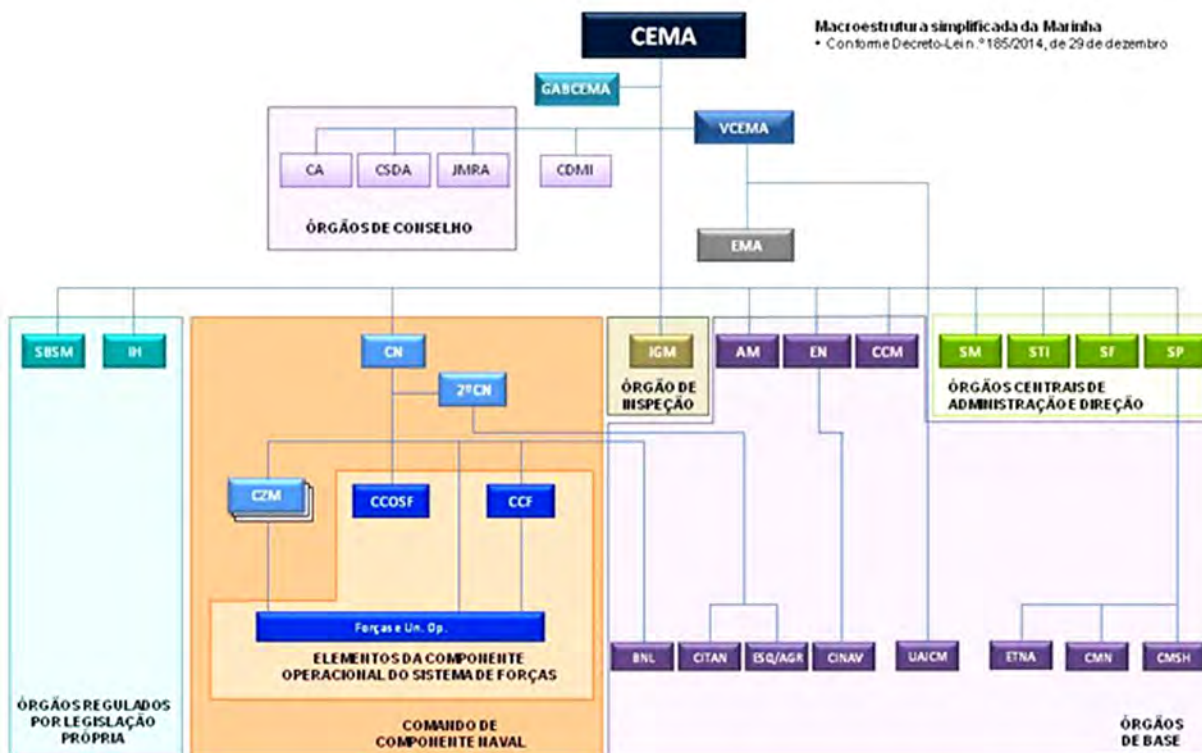 CEMA
Macroestrutura simplificada da Marinha
• Conforme Decreto-Lei n.º 185/2014, de 29 de dezembro
GABCEMA
VCEMA
CA
CSDA
JMRA
CDMI
ÓRGÃOS DE CONSELHO
EMA
SBSM
IH
CN
IGM
AM
EN
CCM
SM
STI
SF
SP
2ºCN
ÓRGÃO DE
INSPEÇÃO
ÓRGÃOS CENTRAIS DE
ADMINISTRAÇÃO E DIREÇÃO
CZM
CCOSF
CCF
Forças e Un. Op.
BNL
CITAN
ESQ/AGR
CINAV
UAICM
ETNA
CMN
CMSH
ELEMENTOS DA COMPONENTE
OPERACIONAL DO SISTEMA DE FORÇAS
ÓRGÃOS REGULADOS
POR LEGISLAÇÃO
PRÓPRIA
COMANDO DE
COMPONENTE NAVAL
ÓRGÃOS
DE BASE